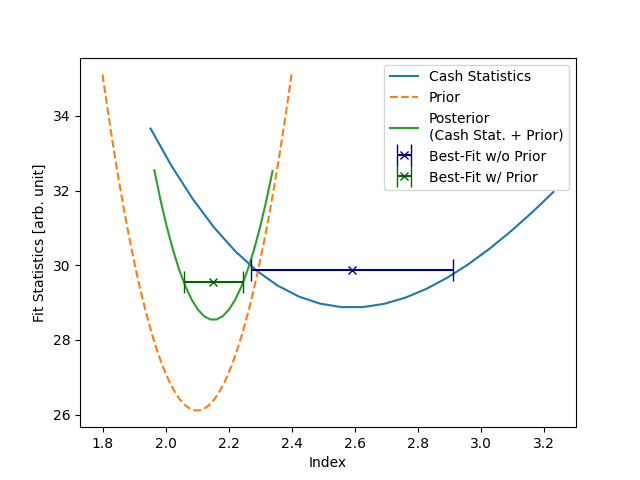 Cash Statistics
Prior
Posterior
(Cash Stat. + Prior)
Best-Fit w/o Prior
Best-Fit w/ Prior
Fit Statistics [arb. unit]
34
32
30
28
26
1.8 2.0 2.2 2.4 2.6 2.8 3.0 3.2
Index